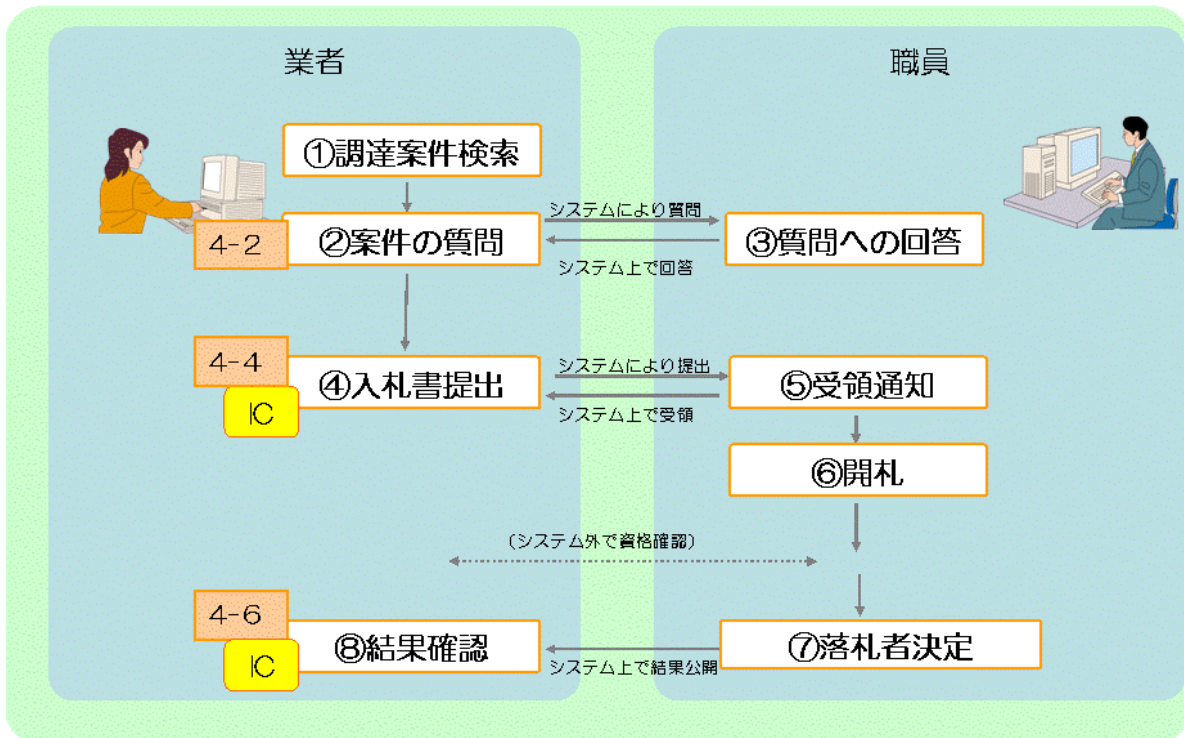 業者
職員
①調達案件検索
システムにより質問
4-2
②案件の質問
③質問への回答
システム上で回答
4-4
システムにより提出
④入札書提出
⑤受領通知
IC
システム上で受領
⑥開札
（システム外で資格確認）
4-6
⑧結果確認
⑦落札者決定
IC
システム上で結果公開